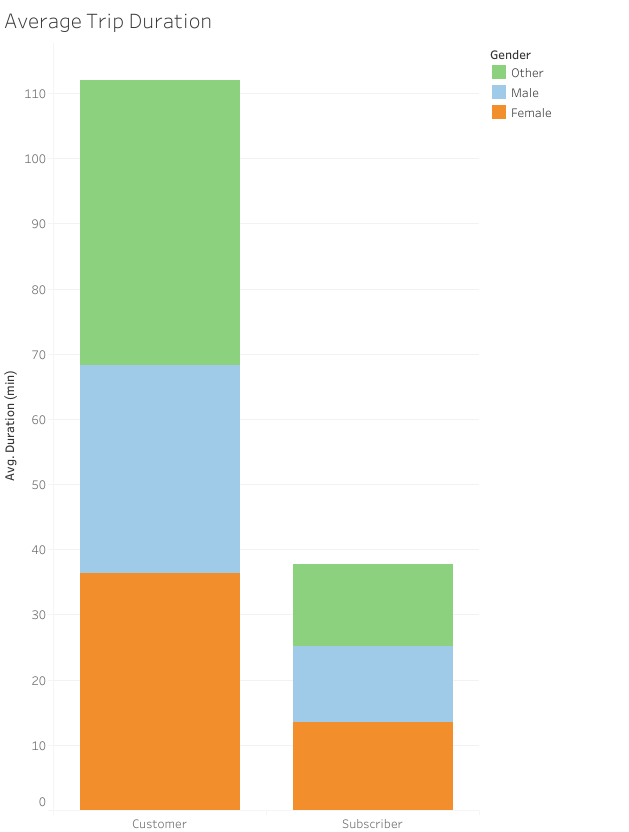 Average Trip Duration
Gender
Other
Male
Female
Avg. Duration (min)
110
100
90
80
70
60
50
40
30
20
10
0
Customer
Subscriber